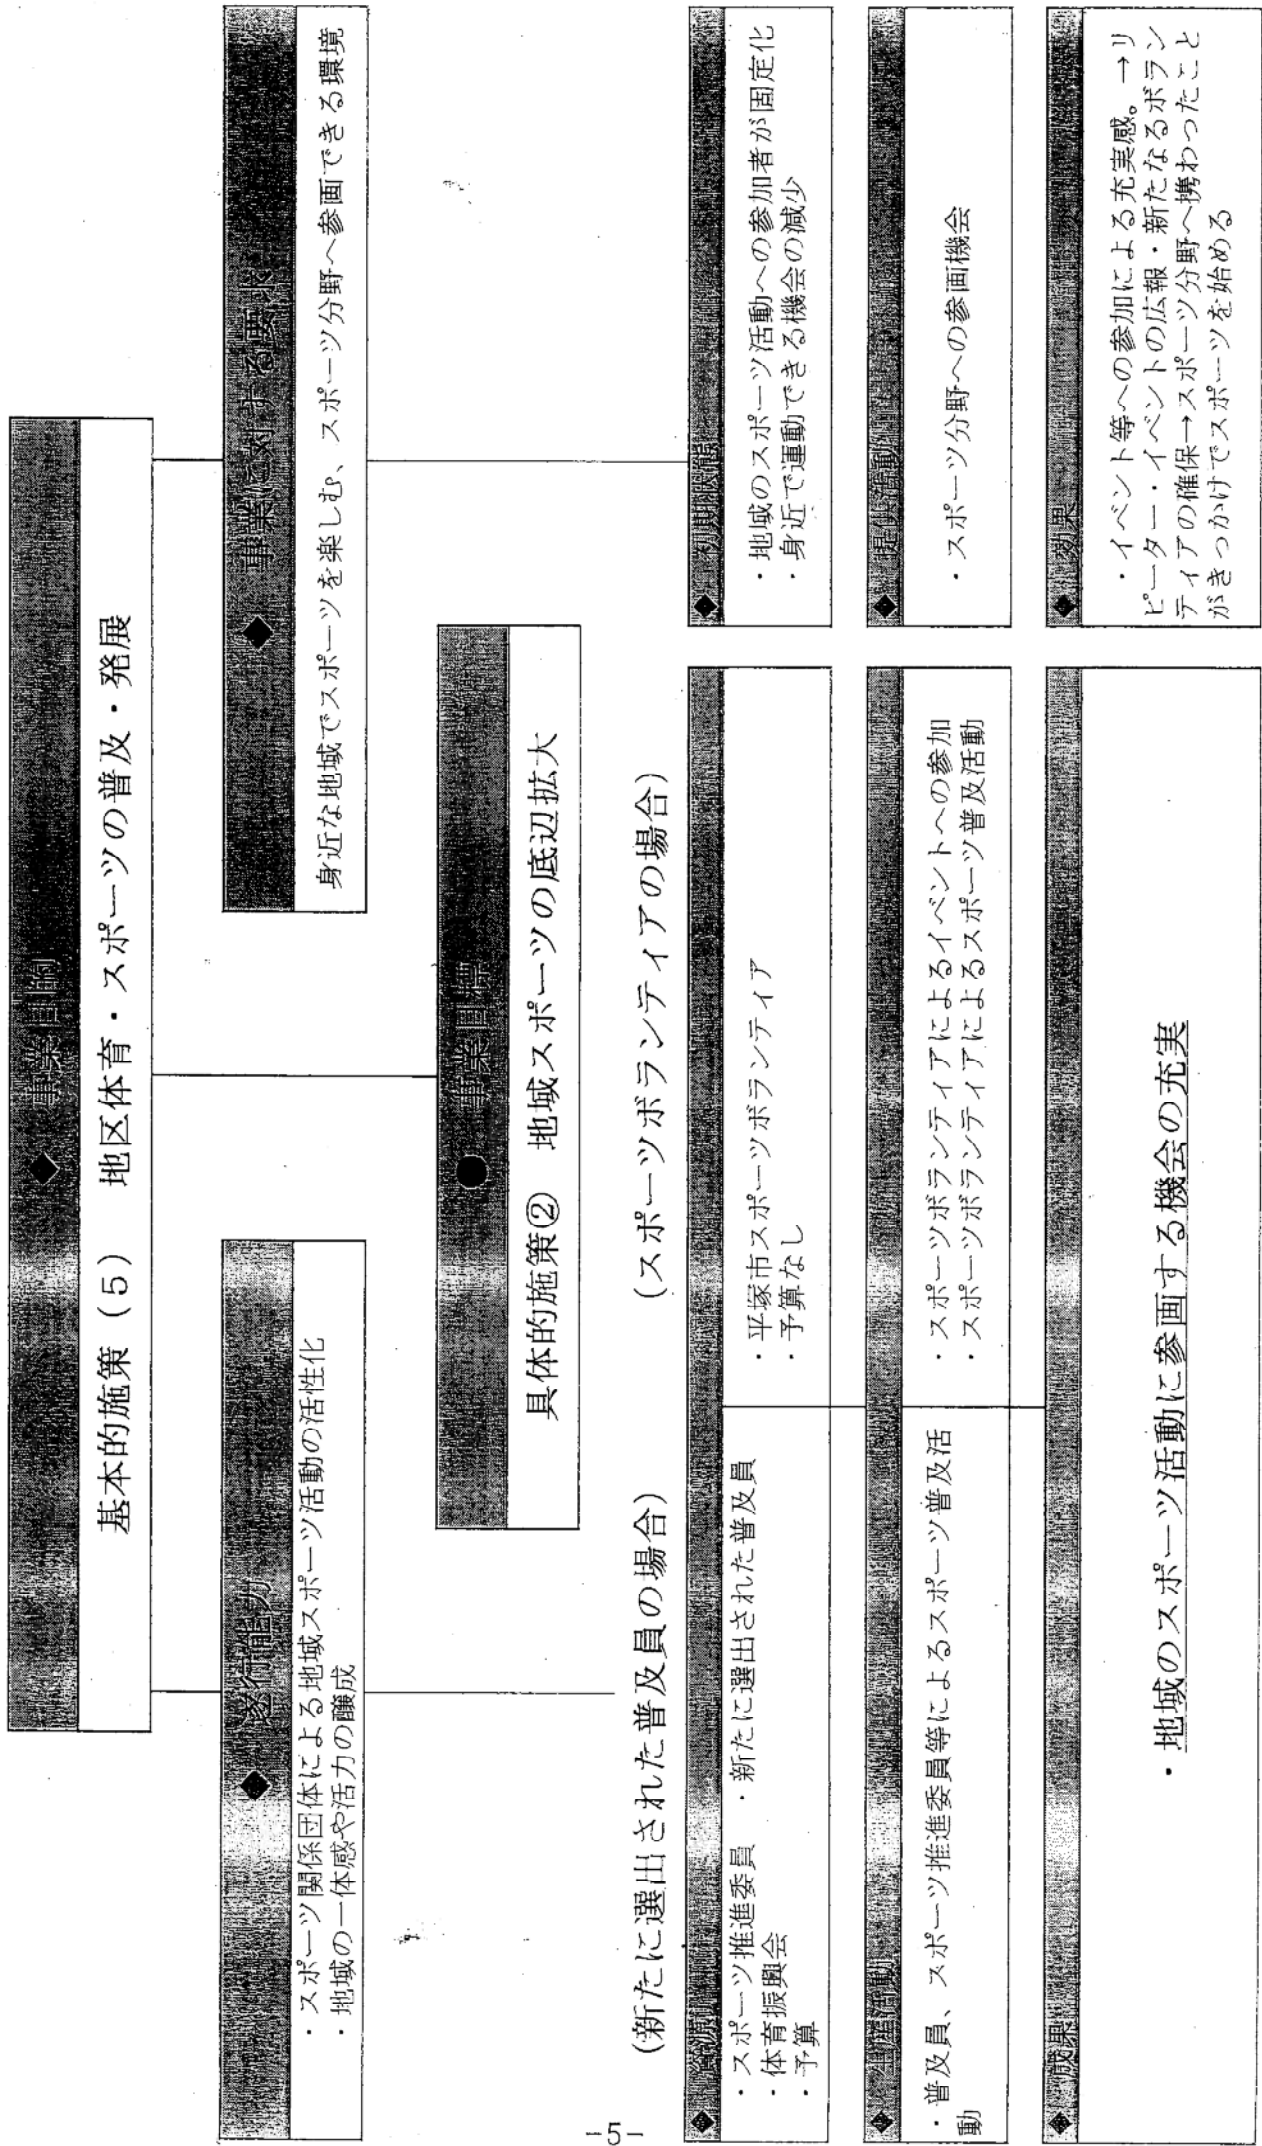 ◆ 事業目的
基本的施策（5） 地区体育・スポーツの普及・発展
◆ 遂行能力
・スポーツ関係団体による地域スポーツ活動の活性化
・地域の一体感や活力の醸成
◆ 事業に対する要求
身近な地域でスポーツを楽しむ、スポーツ分野へ参画できる環境
● 事業目標
具体的施策② 地域スポーツの底辺拡大
(新たに選出された普及員の場合)
(スポーツボランティアの場合)
◆ 資源
・スポーツ推進委員 ・新たに選出された普及員
・体育振興会
・予算
・平塚市スポーツボランティア
・予算なし
◆ 初期状態
・地域のスポーツ活動への参加者が固定化
・身近で運動できる機会の減少
◆ 生産活動
・普及員、スポーツ推進委員等によるスポーツ普及活
動
・スポーツボランティアによるイベントへの参加
・スポーツボランティアによるスポーツ普及活動
◆ 提供活動
・スポーツ分野への参画機会
◆ 成果
・地域のスポーツ活動に参画する機会の充実
◆ 効果
・イベント等への参加による充実感。→リ
ピーター・イベントの広報・新たなるボラン
ティアの確保→スポーツ分野へ携わったこと
がきっかけでスポーツを始める
-5-